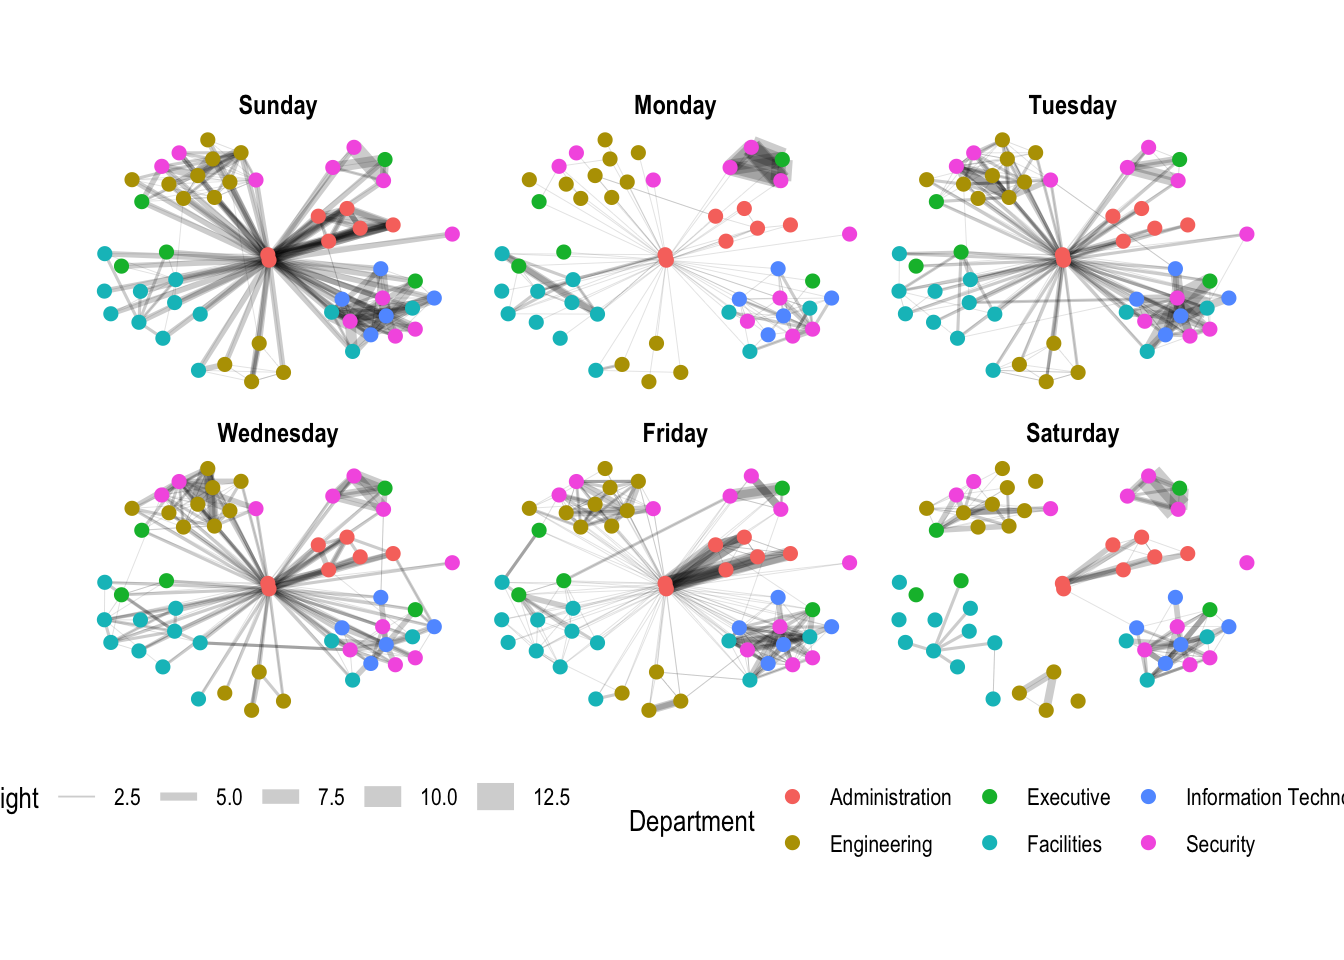 Sunday Monday Tuesday
Wednesday Friday Saturday
ight 2.5 5.0 7.5 10.0 12.5
Department
Administration Executive Information Techno
Engineering Facilities Security